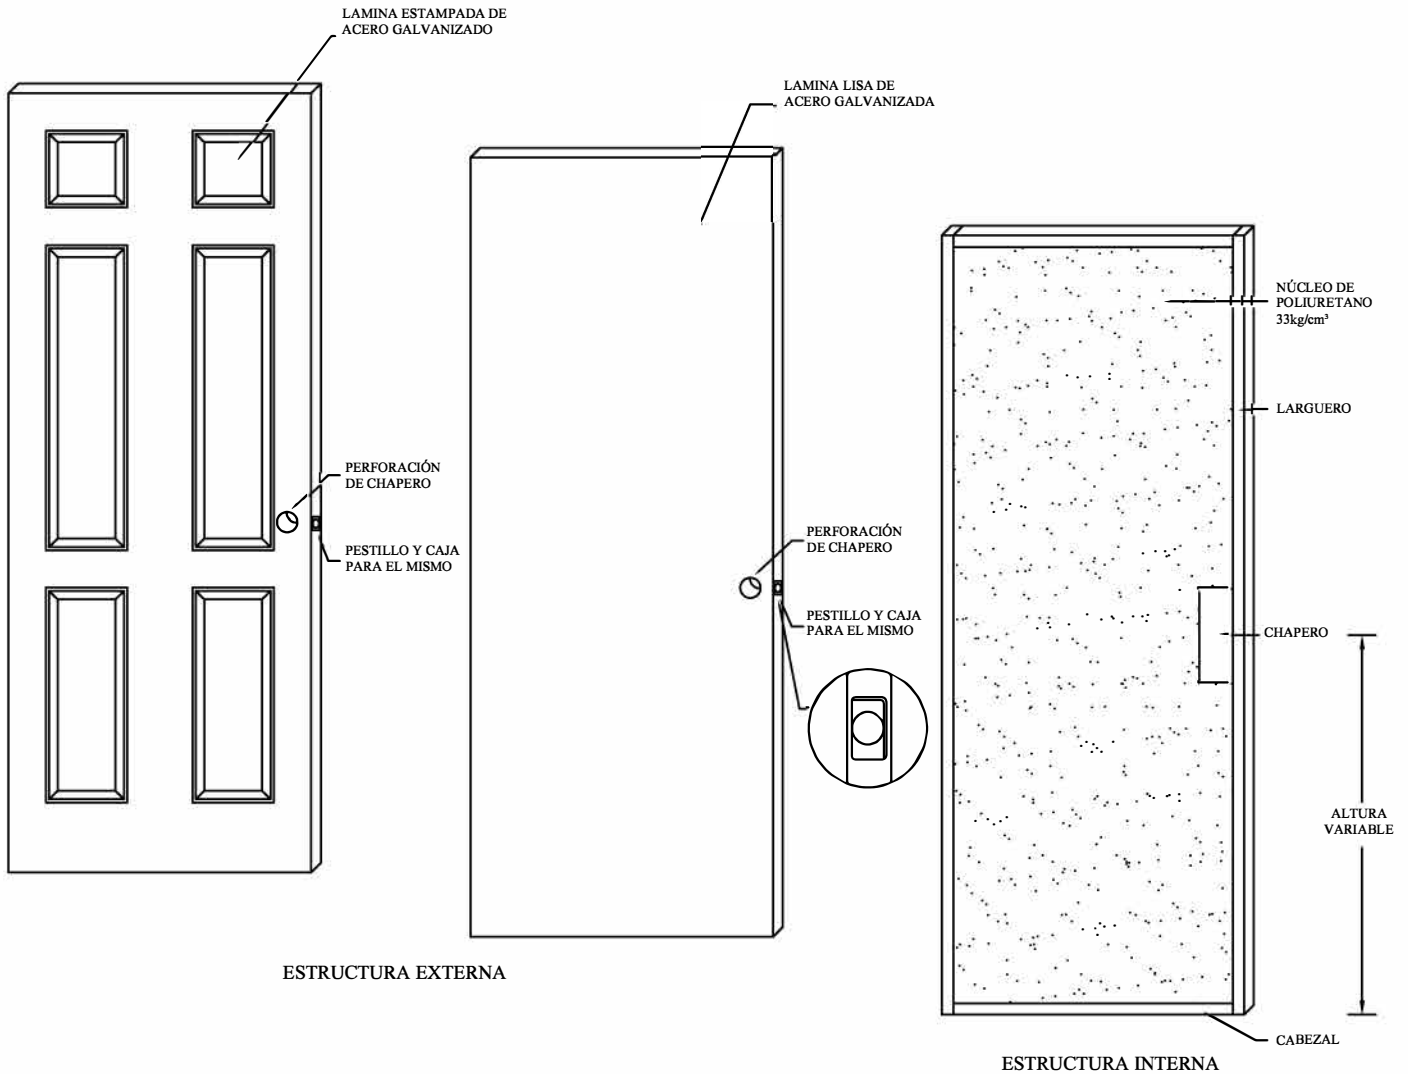 LAMINA ESTAMPADA DE
ACERO GALVANIZADO
PERFORACIÓN
DE CHAPERO
PESTILLO Y CAJA
PARA EL MISMO
LAMINA LISA DE
ACERO GALVANIZADA
PERFORACIÓN
DE CHAPERO
PESTILLO Y CAJA
PARA EL MISMO
ESTRUCTURA EXTERNA
NÚCLEO DE
POLIURETANO
33kg/cm³
LARGUERO
CHAPERO
ALTURA
VARIABLE
CABEZAL
ESTRUCTURA INTERNA